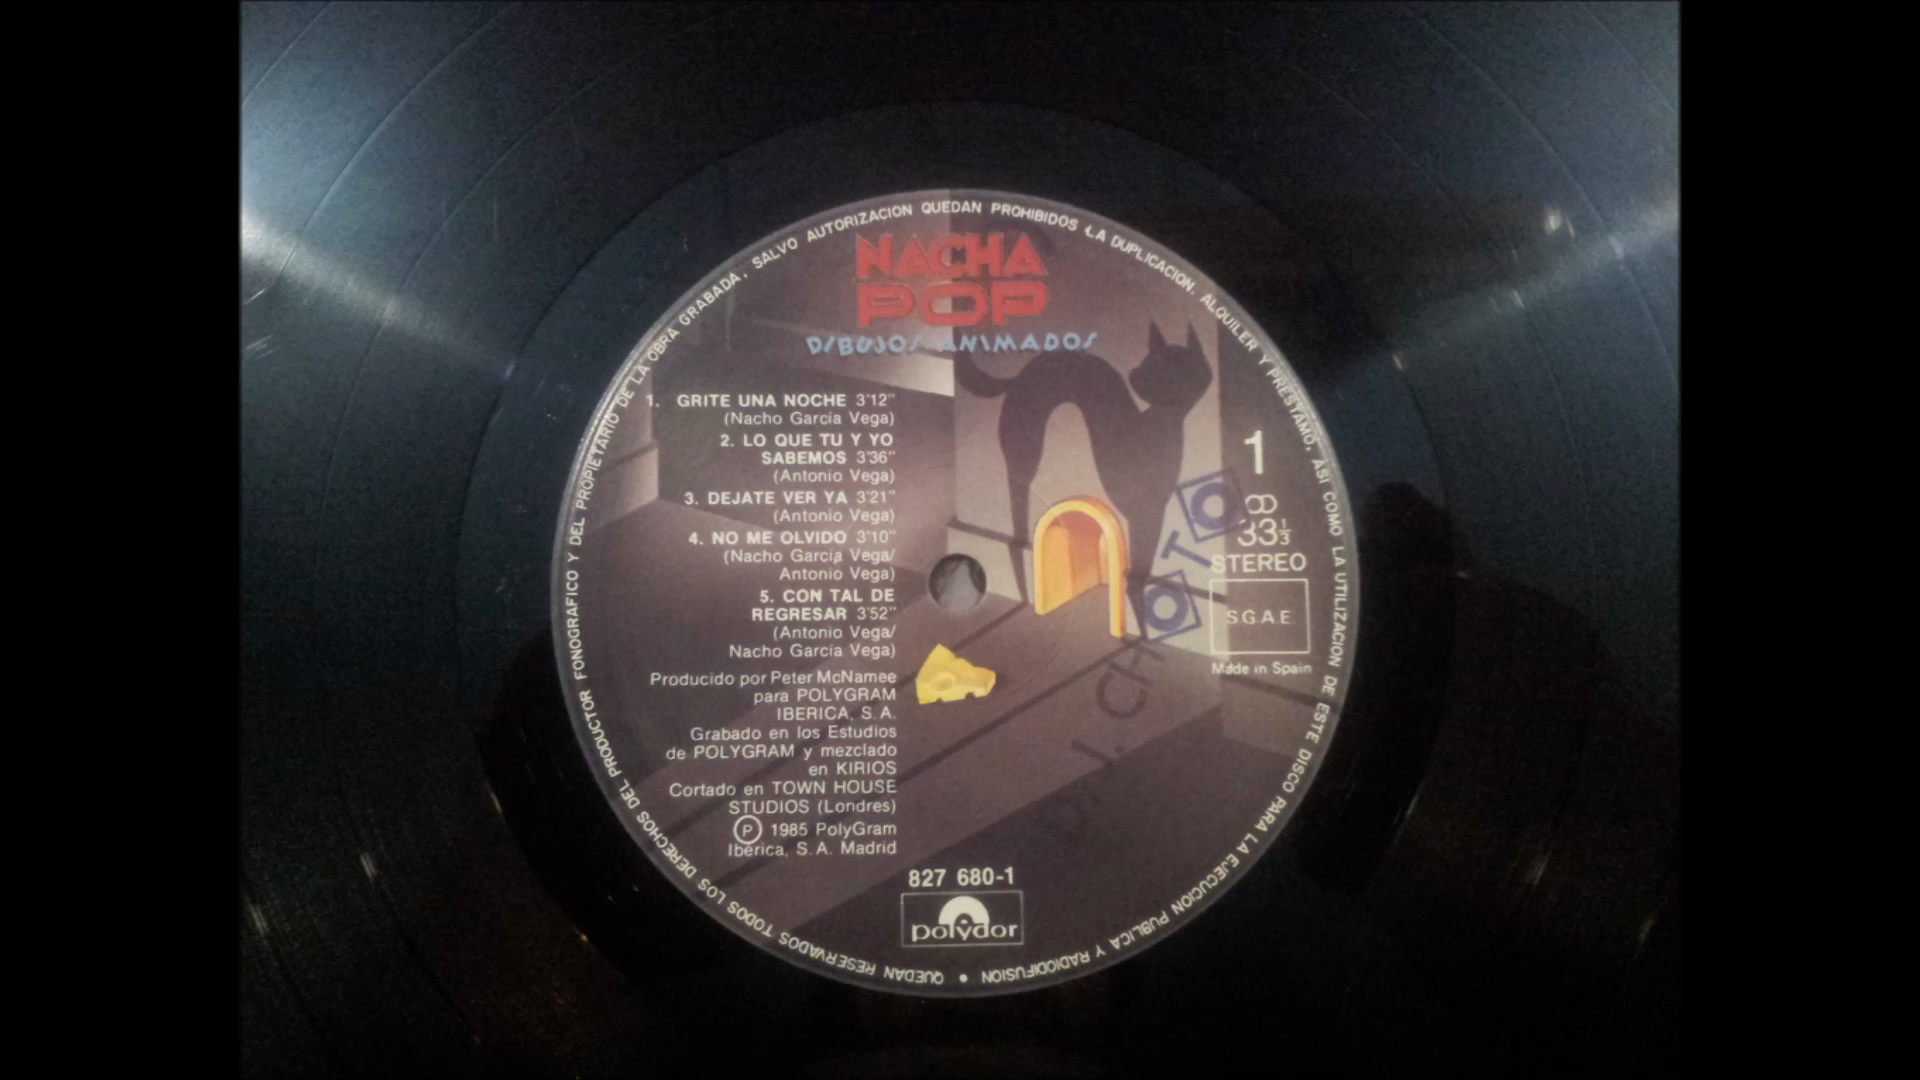 QUEDAN RESERVADOS TODOS LOS DERECHOS DEL PRODUCTOR FONOGRAFICO Y DEL PROPIETARIO DE LA OBRA GRABADA. SALVO AUTORIZACION QUEDAN PROHIBIDOS LA DUPLICACION. ALQUILER Y PRESTAMO, ASI COMO LA UTILIZACION DE ESTE DISCO PARA LA EJECUCION PUBLICA Y RADIODIFUSION •
NACHA
POP
DIBUJOS ANIMADOS
1. GRITE UNA NOCHE 3'12"
(Nacho García Vega)
2. LO QUE TU Y YO
SABEMOS 3'36"
(Antonio Vega)
3. DEJATE VER YA 3'21"
(Antonio Vega)
4. NO ME OLVIDO 3'10"
(Nacho García Vega/
Antonio Vega)
5. CON TAL DE
REGRESAR 3'52"
(Antonio Vega/
Nacho García Vega)
Producido por Peter McNamee
para POLYGRAM
IBERICA, S.A.
Grabado en los Estudios
de POLYGRAM y mezclado
en KIRIOS
Cortado en TOWN HOUSE
STUDIOS (Londres)
Ⓟ 1985 PolyGram
Ibérica, S.A. Madrid
1
33⅓
STEREO
S.G.A.E.
Made in Spain
D.J. CHOTO
827 680-1
polydor